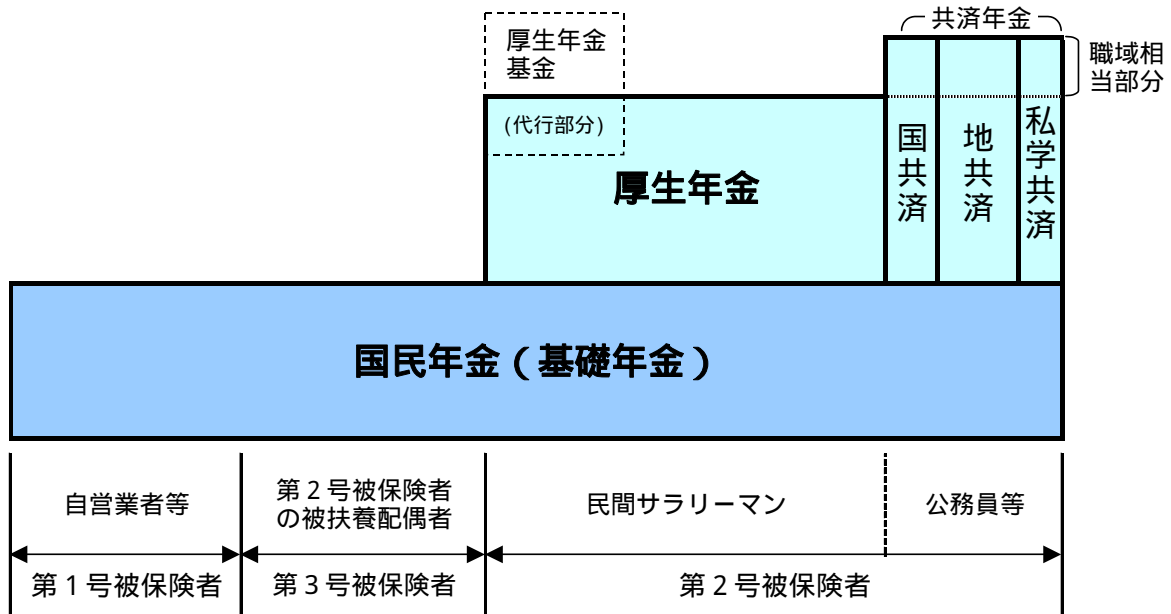 共済年金
厚生年金
基金
職域相
当部分
(代行部分)
厚生年金
国共済
地共済
私学共済
国民年金（基礎年金）
自営業者等
第２号被保険者
の被扶養配偶者
民間サラリーマン
公務員等
第１号被保険者
第３号被保険者
第２号被保険者